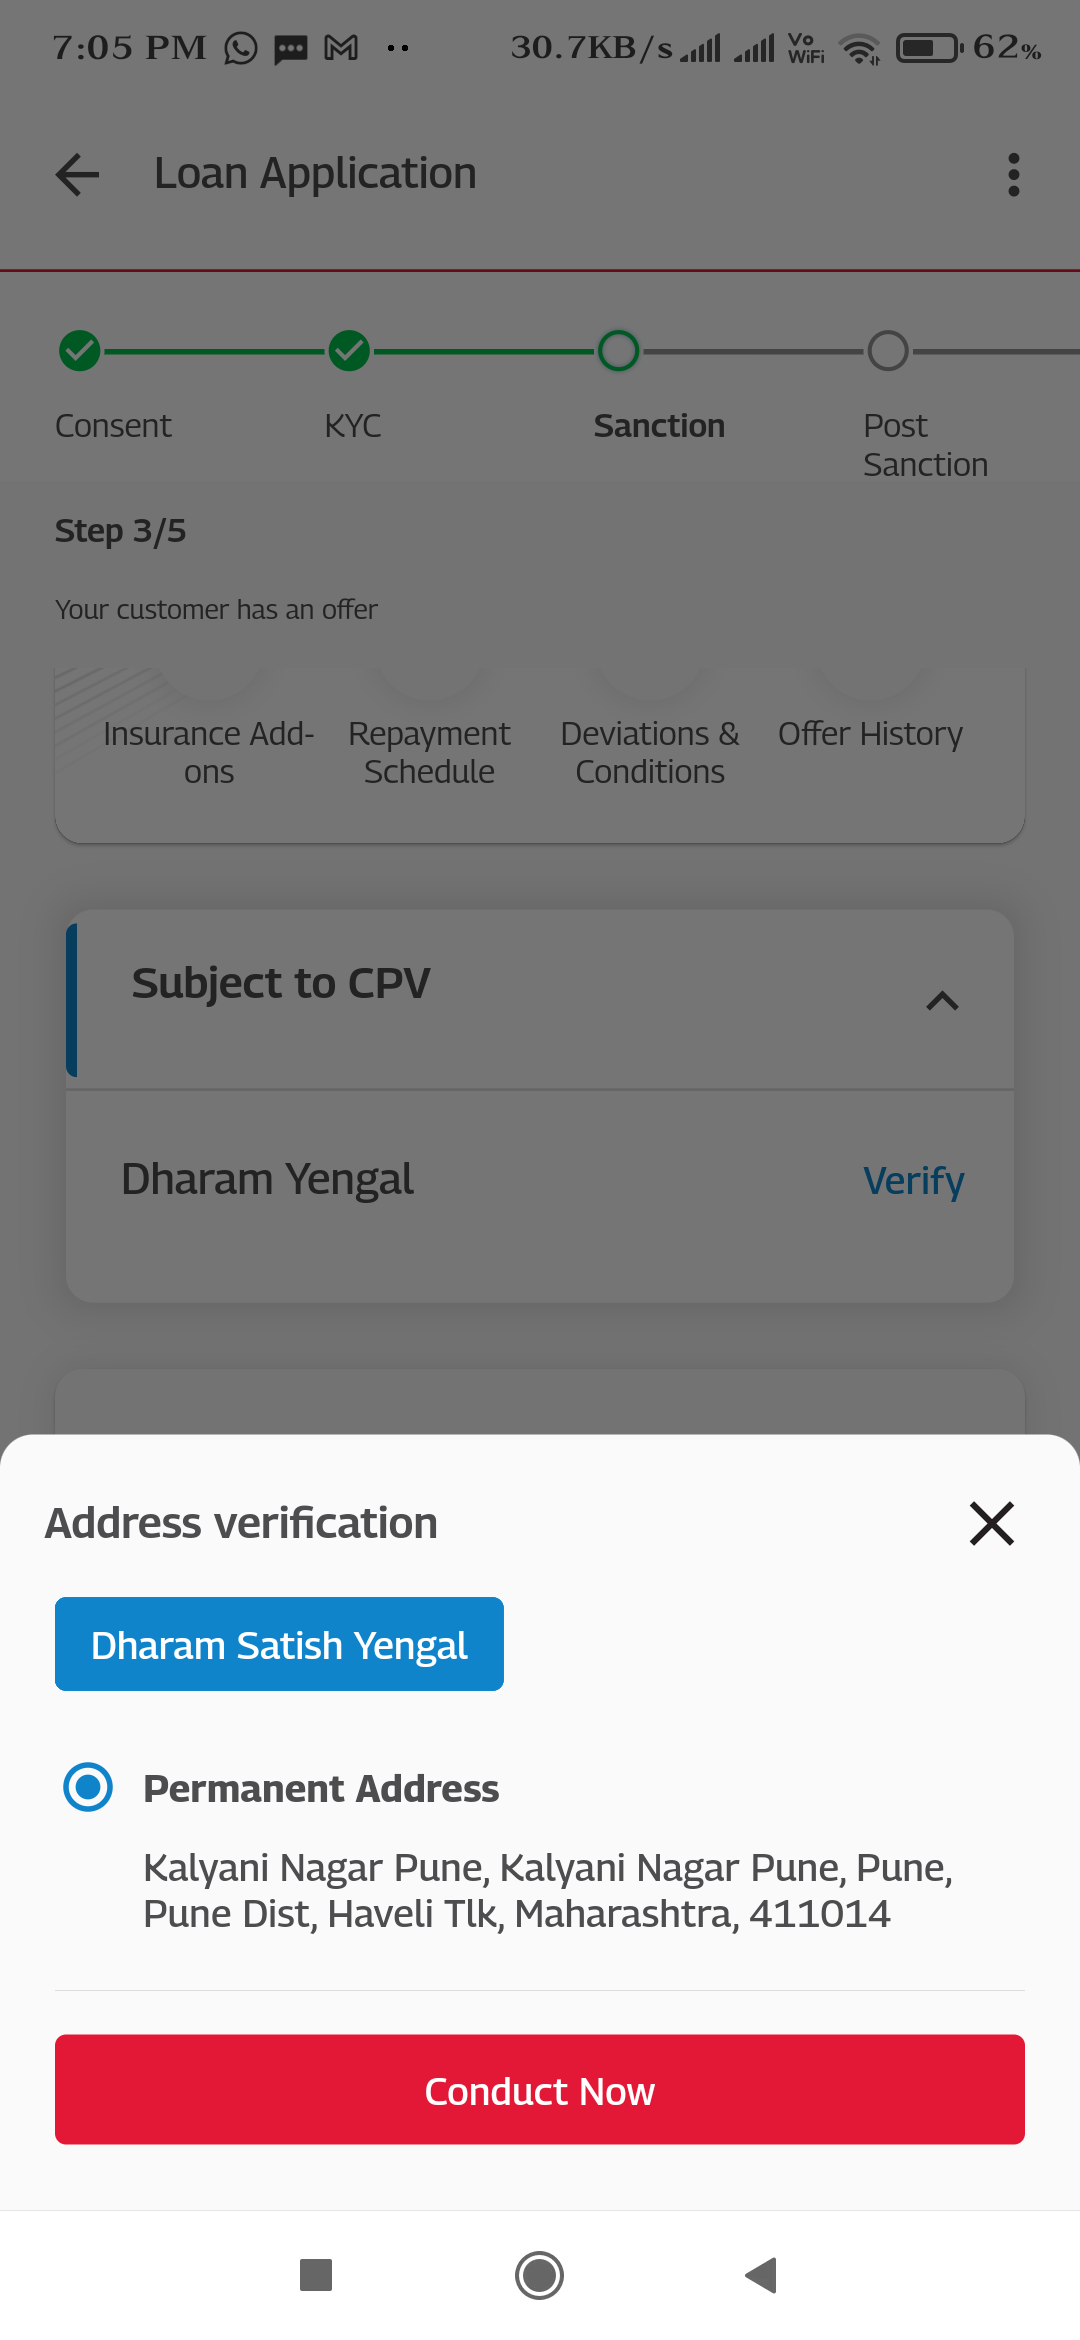 7:05 PM 30.7KB/s Vo WiFi 62%
Loan Application
Consent KYC Sanction Post
Sanction
Step 3/5
Your customer has an offer
Insurance Add- Repayment Deviations & Offer History
ons Schedule Conditions
Subject to CPV
Dharam Yengal Verify
Address verification
Dharam Satish Yengal
Permanent Address
Kalyani Nagar Pune, Kalyani Nagar Pune, Pune,
Pune Dist, Haveli Tlk, Maharashtra, 411014
Conduct Now